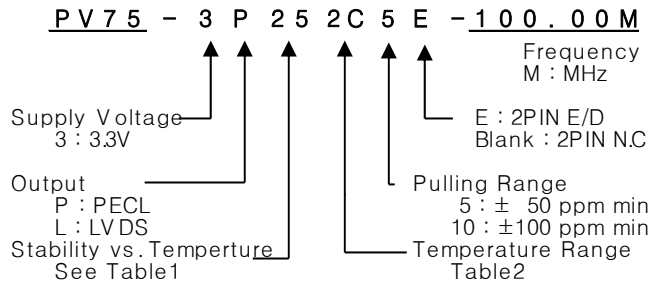 PV75 - 3 P 25 2C 5 E - 100.00M
Frequency
M : MHz
Supply Voltage
3 : 3.3V
E : 2PIN E/D
Blank : 2PIN N.C
Output
P : PECL
L : LVDS
Pulling Range
5 : ± 50 ppm min
10 : ±100 ppm min
Stability vs. Temperture
See Table1
Temperature Range
Table2